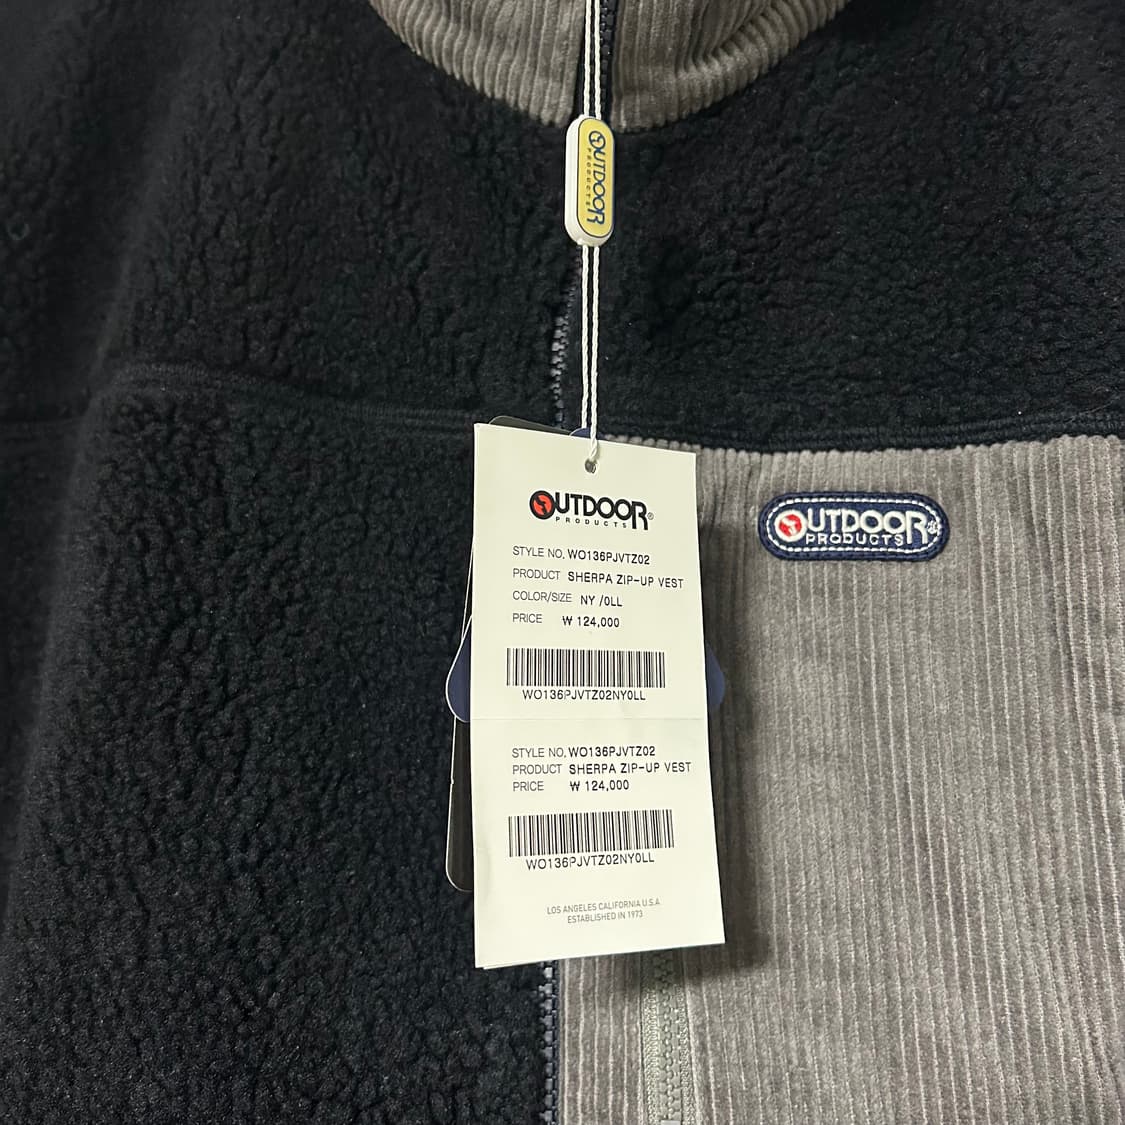 OUTDOOR
PRODUCTS
OUTDOOR®
PRODUCTS
STYLE NO. WO136PJVTZ02
PRODUCT SHERPA ZIP-UP VEST
COLOR/SIZE NY /0LL
PRICE ₩ 124,000
WO136PJVTZ02NY0LL
STYLE NO. WO136PJVTZ02
PRODUCT SHERPA ZIP-UP VEST
PRICE ₩ 124,000
WO136PJVTZ02NY0LL
LOS ANGELES CALIFORNIA U.S.A.
ESTABLISHED IN 1973
OUTDOOR®
PRODUCTS